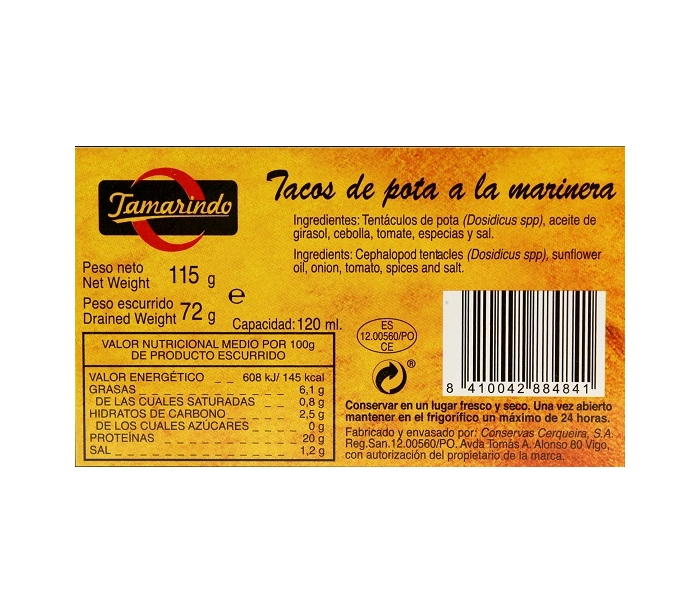 Tamarindo
Tacos de pota a la marinera
Ingredientes: Tentáculos de pota (Dosidicus spp), aceite de
girasol, cebolla, tomate, especias y sal.
Ingredients: Cephalopod tentacles (Dosidicus spp), sunflower
oil, onion, tomato, spices and salt.
Peso neto
Net Weight 115 g
Peso escurrido
Drained Weight 72 g
e
Capacidad: 120 ml.
VALOR NUTRICIONAL MEDIO POR 100g
DE PRODUCTO ESCURRIDO
VALOR ENERGÉTICO _ _ 608 kJ/ 145 kcal
GRASAS _ _ _ _ _ _ _ _ _ _ 6,1 g
DE LAS CUALES SATURADAS _ _ 0,8 g
HIDRATOS DE CARBONO _ _ _ _ 2,5 g
DE LOS CUALES AZÚCARES _ _ 0 g
PROTEÍNAS _ _ _ _ _ _ _ _ _ 20 g
SAL _ _ _ _ _ _ _ _ _ _ _ 1,2 g
ES
12.00560/PO
CE
®
8 410042 884841
Conservar en un lugar fresco y seco. Una vez abierto
mantener en el frigorífico un máximo de 24 horas.
Fabricado y envasado por: Conservas Cerqueira, S.A.
Reg.San.12.00560/PO. Avda Tomás A. Alonso 80 Vigo,
con autorización del propietario de la marca.